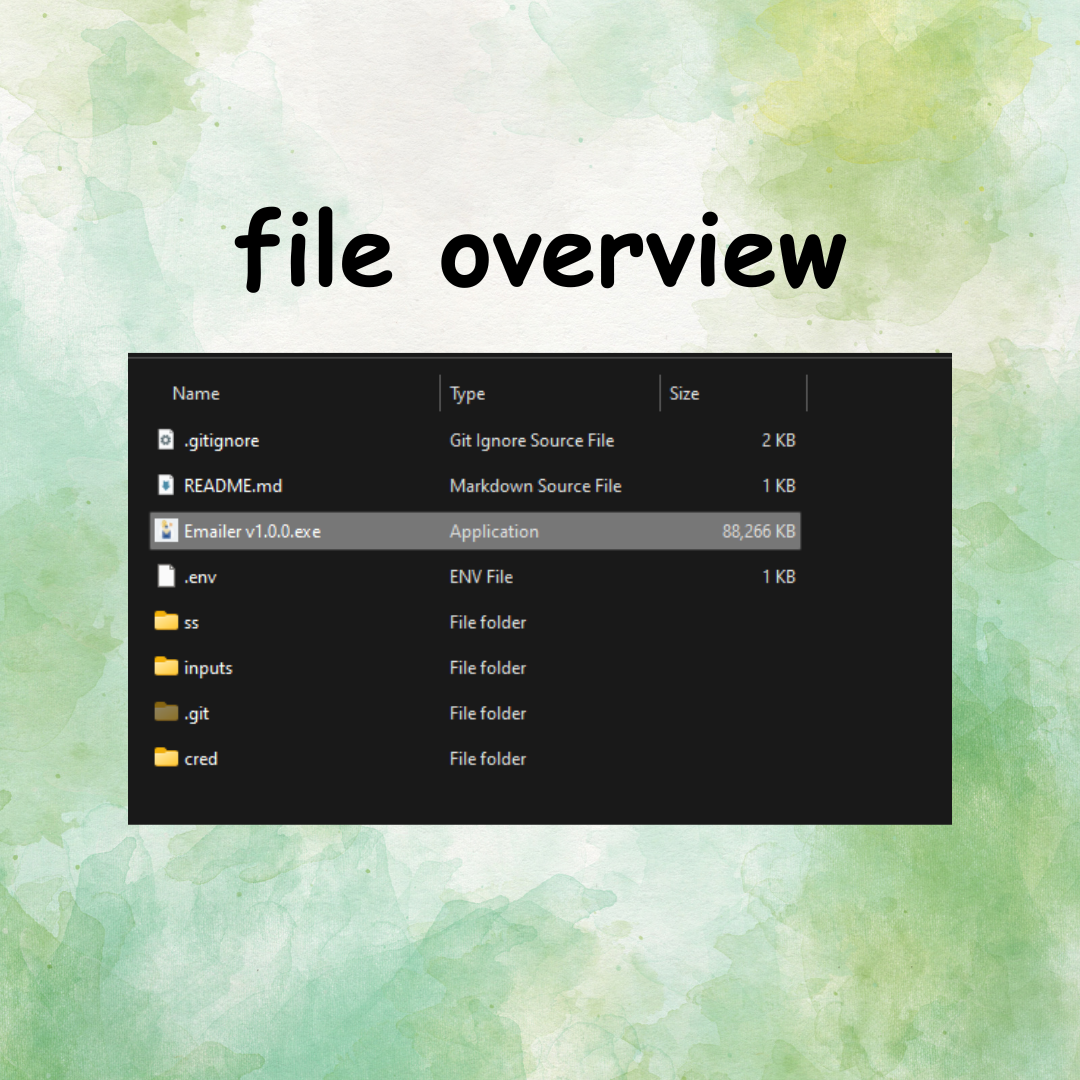 file overview
Name Type Size
.gitignore Git Ignore Source File 2 KB
README.md Markdown Source File 1 KB
Emailer v1.0.0.exe Application 88,266 KB
.env ENV File 1 KB
ss File folder
inputs File folder
.git File folder
cred File folder